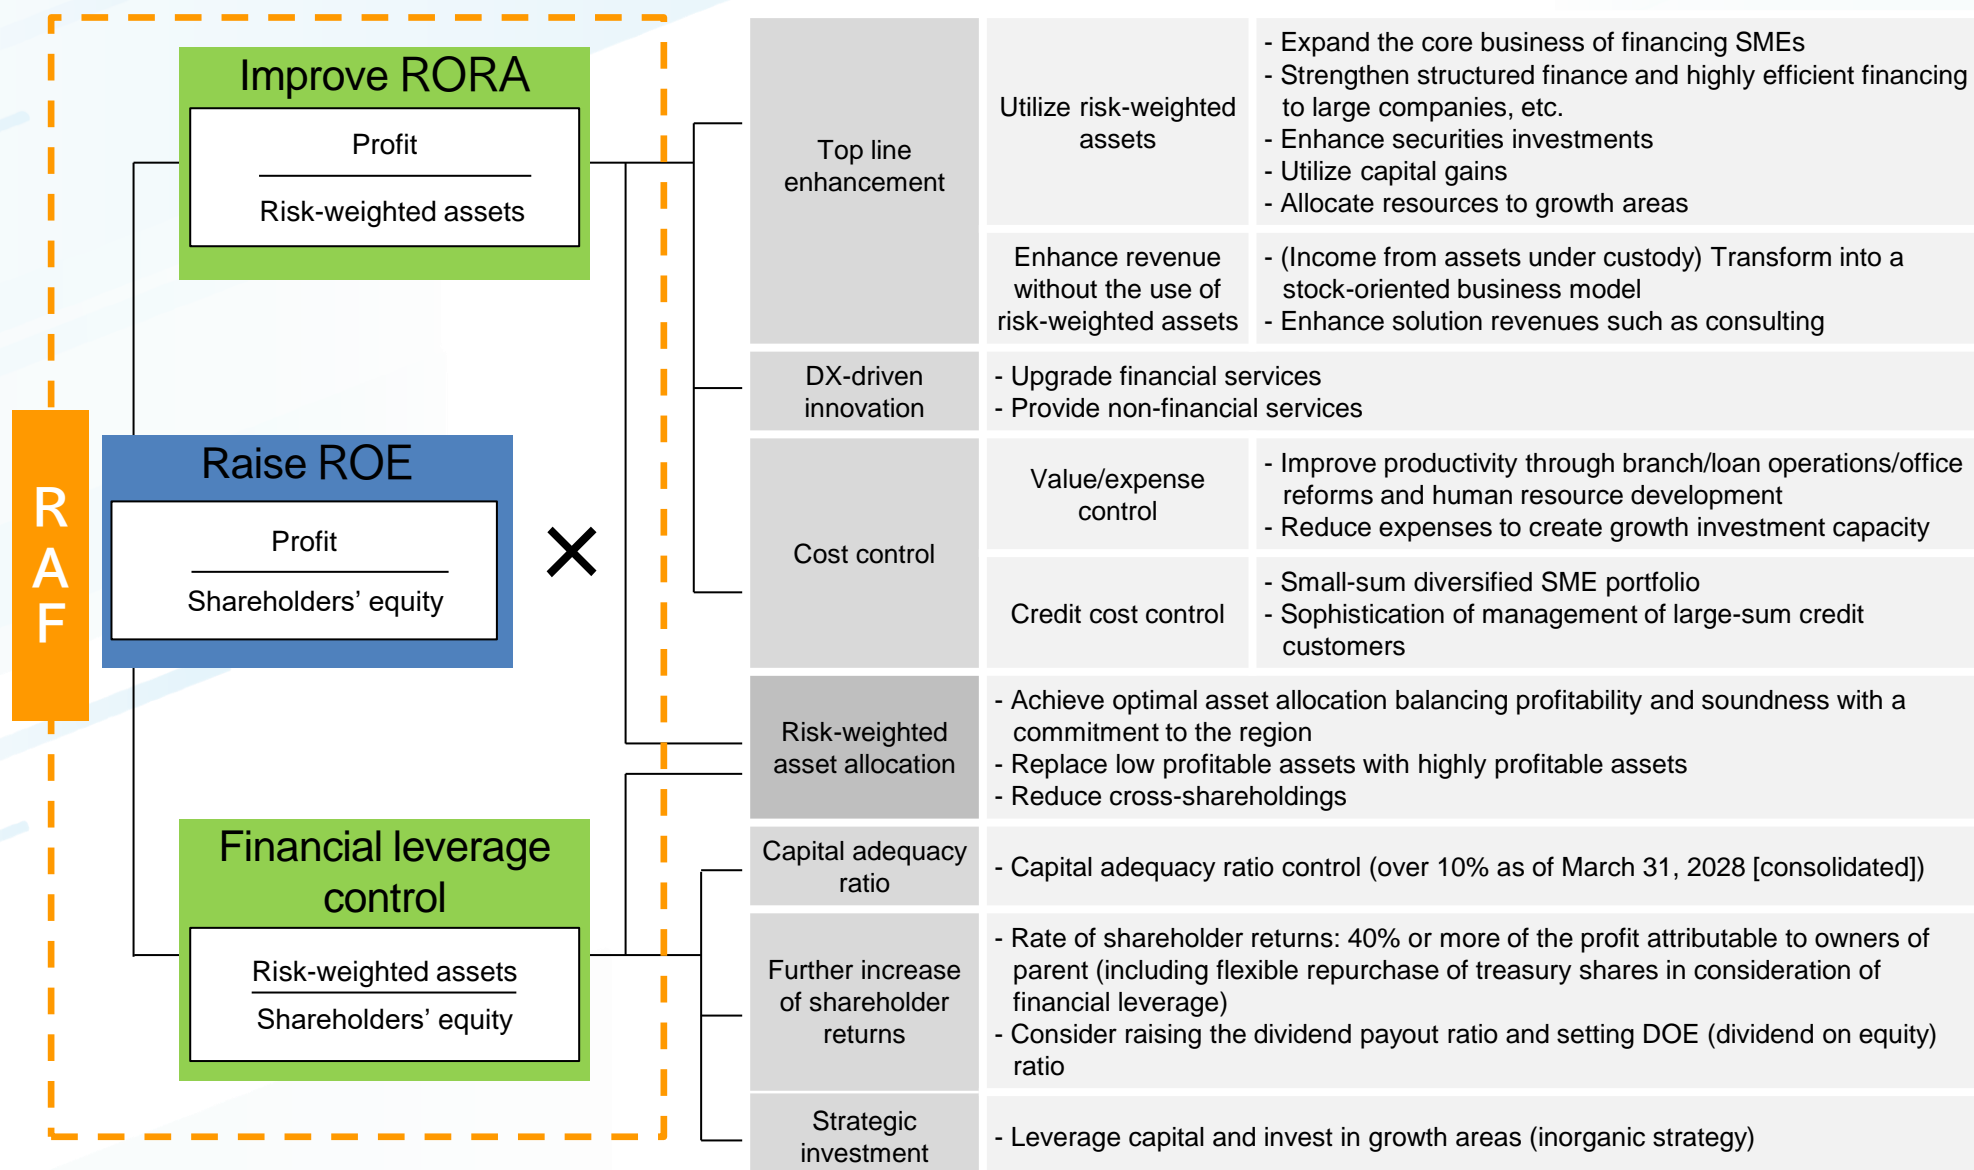 Improve RORA
Profit
Risk-weighted assets
R
A
F
Raise ROE
Profit
Shareholders’ equity
×
Financial leverage
control
Risk-weighted assets
Shareholders’ equity
Top line
enhancement
Utilize risk-weighted
assets
- Expand the core business of financing SMEs
- Strengthen structured finance and highly efficient financing
to large companies, etc.
- Enhance securities investments
- Utilize capital gains
- Allocate resources to growth areas
Enhance revenue
without the use of
risk-weighted assets
- (Income from assets under custody) Transform into a
stock-oriented business model
- Enhance solution revenues such as consulting
DX-driven
innovation
- Upgrade financial services
- Provide non-financial services
Cost control
Value/expense
control
- Improve productivity through branch/loan operations/office
reforms and human resource development
- Reduce expenses to create growth investment capacity
Credit cost control
- Small-sum diversified SME portfolio
- Sophistication of management of large-sum credit
customers
Risk-weighted
asset allocation
- Achieve optimal asset allocation balancing profitability and soundness with a
commitment to the region
- Replace low profitable assets with highly profitable assets
- Reduce cross-shareholdings
Capital adequacy
ratio
- Capital adequacy ratio control (over 10% as of March 31, 2028 [consolidated])
Further increase
of shareholder
returns
- Rate of shareholder returns: 40% or more of the profit attributable to owners of
parent (including flexible repurchase of treasury shares in consideration of
financial leverage)
- Consider raising the dividend payout ratio and setting DOE (dividend on equity)
ratio
Strategic
investment
- Leverage capital and invest in growth areas (inorganic strategy)